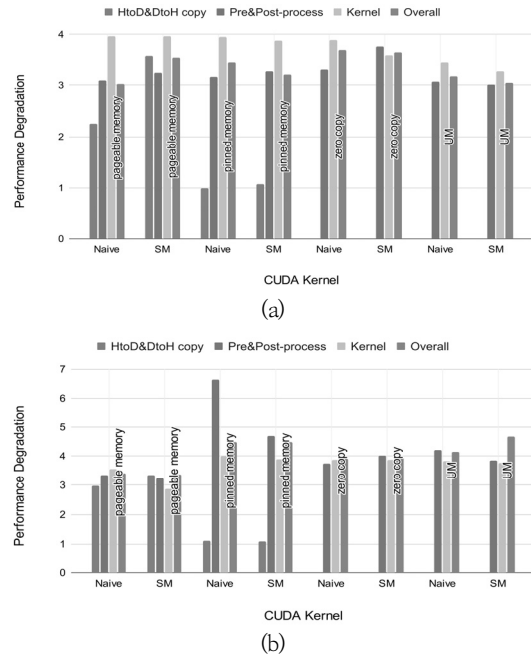 HtoD&DtoH copy Pre&Post-process Kernel Overall
4
3
2
1
0
Performance Degradation
pageable memory
pageable memory
pinned memory
pinned memory
zero copy
zero copy
UM
UM
Naive SM Naive SM Naive SM Naive SM
CUDA Kernel
(a)
HtoD&DtoH copy Pre&Post-process Kernel Overall
7
6
5
4
3
2
1
0
Performance Degradation
pageable memory
pageable memory
pinned memory
pinned memory
zero copy
zero copy
UM
UM
Naive SM Naive SM Naive SM Naive SM
CUDA Kernel
(b)